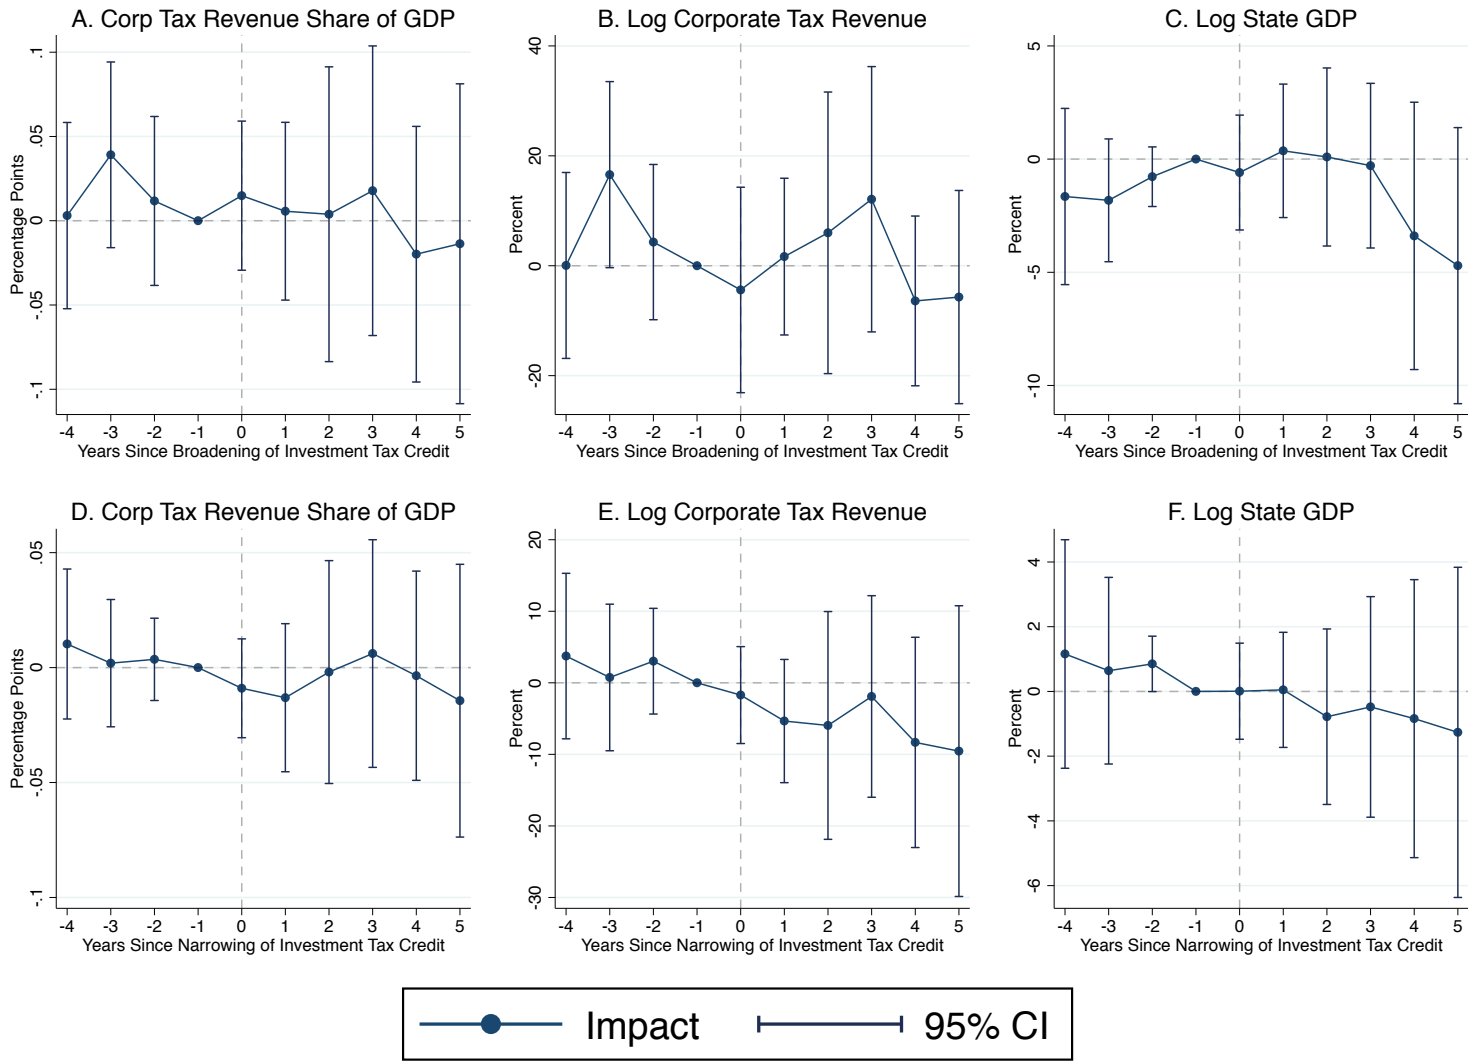 A. Corp Tax Revenue Share of GDP
Percentage Points
.1
.05
0
-.05
-.1
-4 -3 -2 -1 0 1 2 3 4 5
Years Since Broadening of Investment Tax Credit
B. Log Corporate Tax Revenue
Percent
40
20
0
-20
-4 -3 -2 -1 0 1 2 3 4 5
Years Since Broadening of Investment Tax Credit
C. Log State GDP
Percent
5
0
-5
-10
-4 -3 -2 -1 0 1 2 3 4 5
Years Since Broadening of Investment Tax Credit
D. Corp Tax Revenue Share of GDP
Percentage Points
.05
0
-.05
-.1
-4 -3 -2 -1 0 1 2 3 4 5
Years Since Narrowing of Investment Tax Credit
E. Log Corporate Tax Revenue
Percent
20
10
0
-10
-20
-30
-4 -3 -2 -1 0 1 2 3 4 5
Years Since Narrowing of Investment Tax Credit
F. Log State GDP
Percent
4
2
0
-2
-4
-6
-4 -3 -2 -1 0 1 2 3 4 5
Years Since Narrowing of Investment Tax Credit
Impact 95% CI